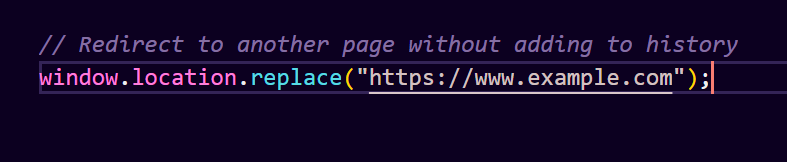 // Redirect to another page without adding to history
window.location.replace("https://www.example.com");